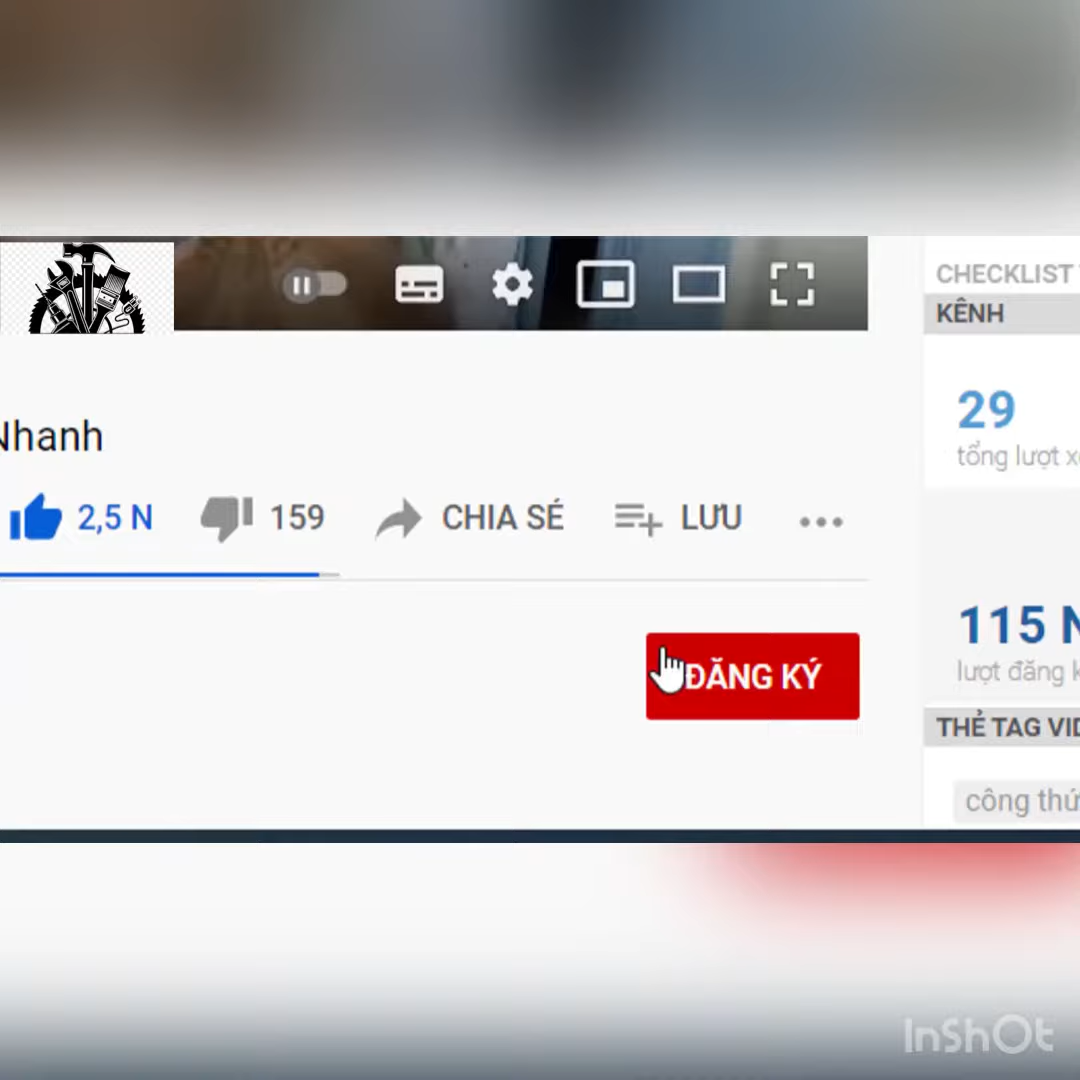 CHECKLIST
KÊNH
29
tổng lượt x
Nhanh
2,5 N
159
CHIA SẺ
LƯU
115 N
lượt đăng k
ĐĂNG KÝ
THẺ TAG VID
công thứ
InShOt